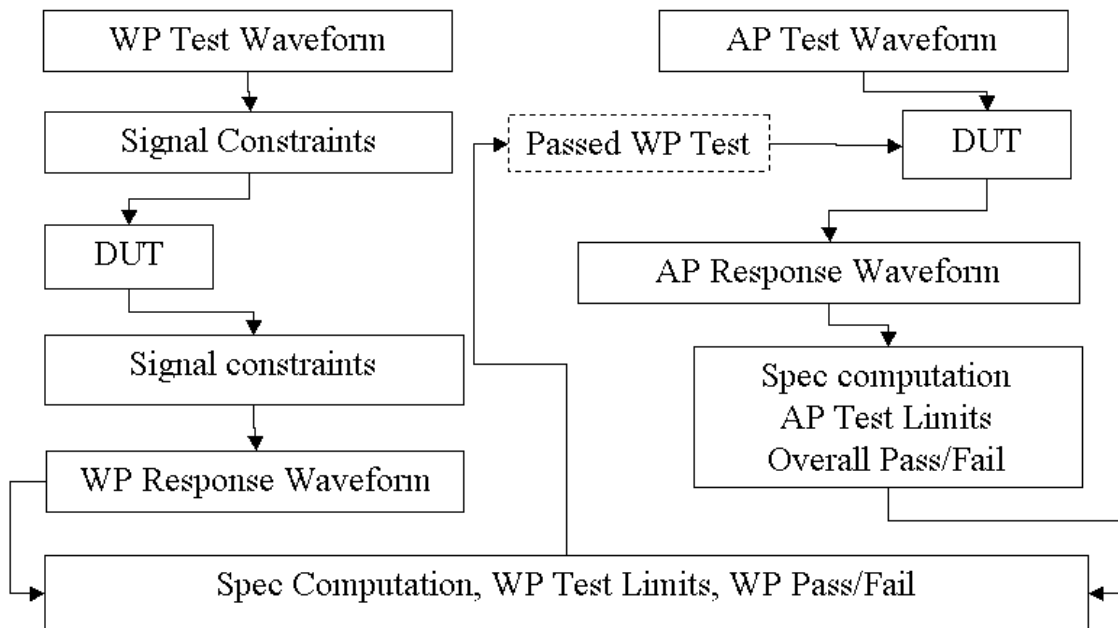 WP Test Waveform
Signal Constraints
DUT
Signal constraints
WP Response Waveform
Passed WP Test
AP Test Waveform
DUT
AP Response Waveform
Spec computation
AP Test Limits
Overall Pass/Fail
Spec Computation, WP Test Limits, WP Pass/Fail